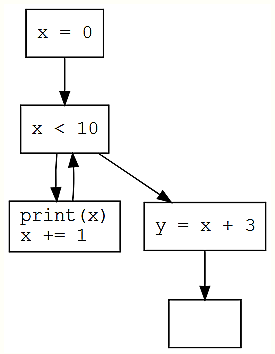 x = 0
x < 10
print(x)
x += 1
y = x + 3